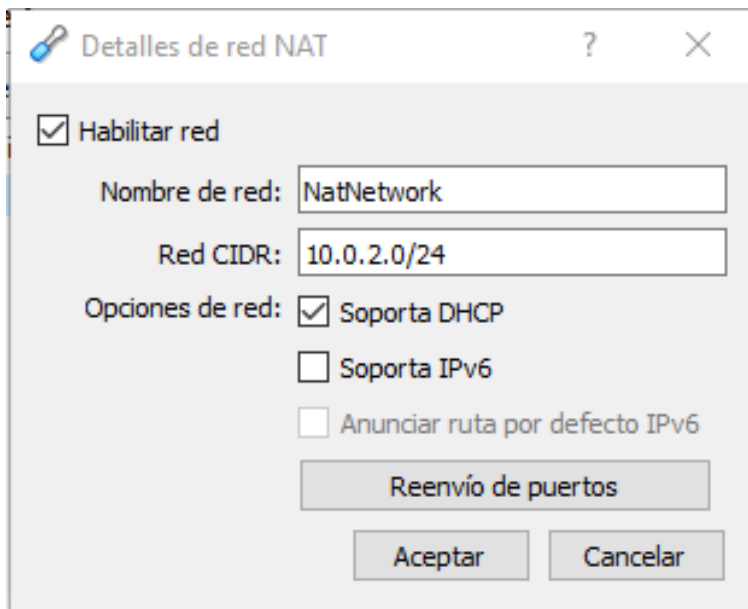 Detalles de red NAT
Habilitar red
Nombre de red: NatNetwork
Red CIDR: 10.0.2.0/24
Opciones de red: Soporta DHCP
Soporta IPv6
Anunciar ruta por defecto IPv6
Reenvío de puertos
Aceptar Cancelar